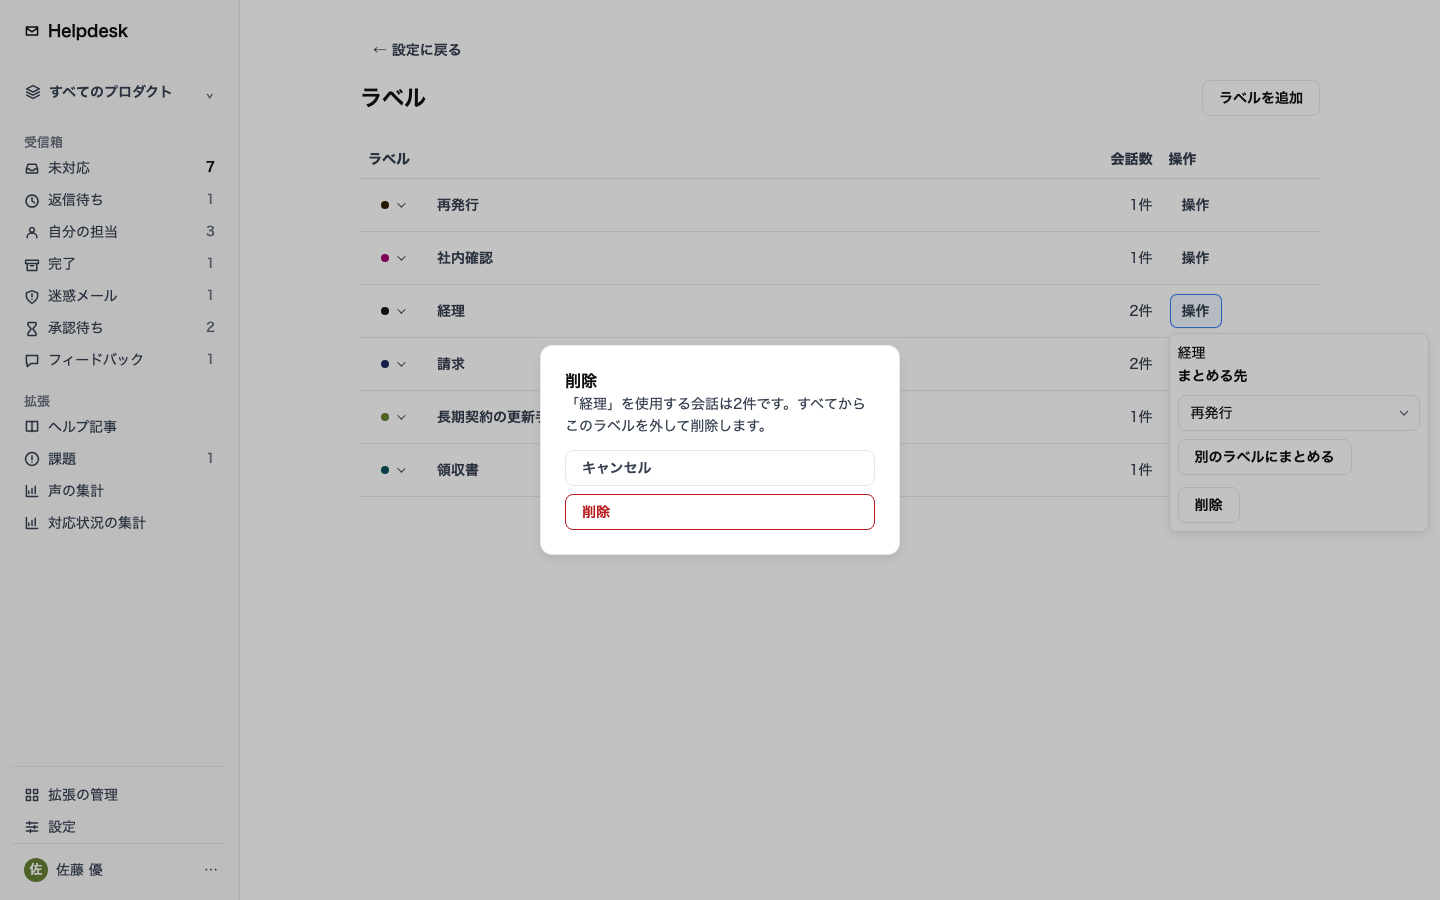 Helpdesk
すべてのプロダクト
受信箱
未対応 7
返信待ち 1
自分の担当 3
完了 1
迷惑メール 1
承認待ち 2
フィードバック 1
拡張
ヘルプ記事
課題 1
声の集計
対応状況の集計
拡張の管理
設定
佐 佐藤 優 …
← 設定に戻る
ラベル
ラベルを追加
ラベル 会話数 操作
再発行 1件 操作
社内確認 1件 操作
経理 2件 操作
請求 2件
長期契約の更新 1件
領収書 1件
経理
まとめる先
再発行
別のラベルにまとめる
削除
削除
「経理」を使用する会話は2件です。すべてから
このラベルを外して削除します。
キャンセル
削除